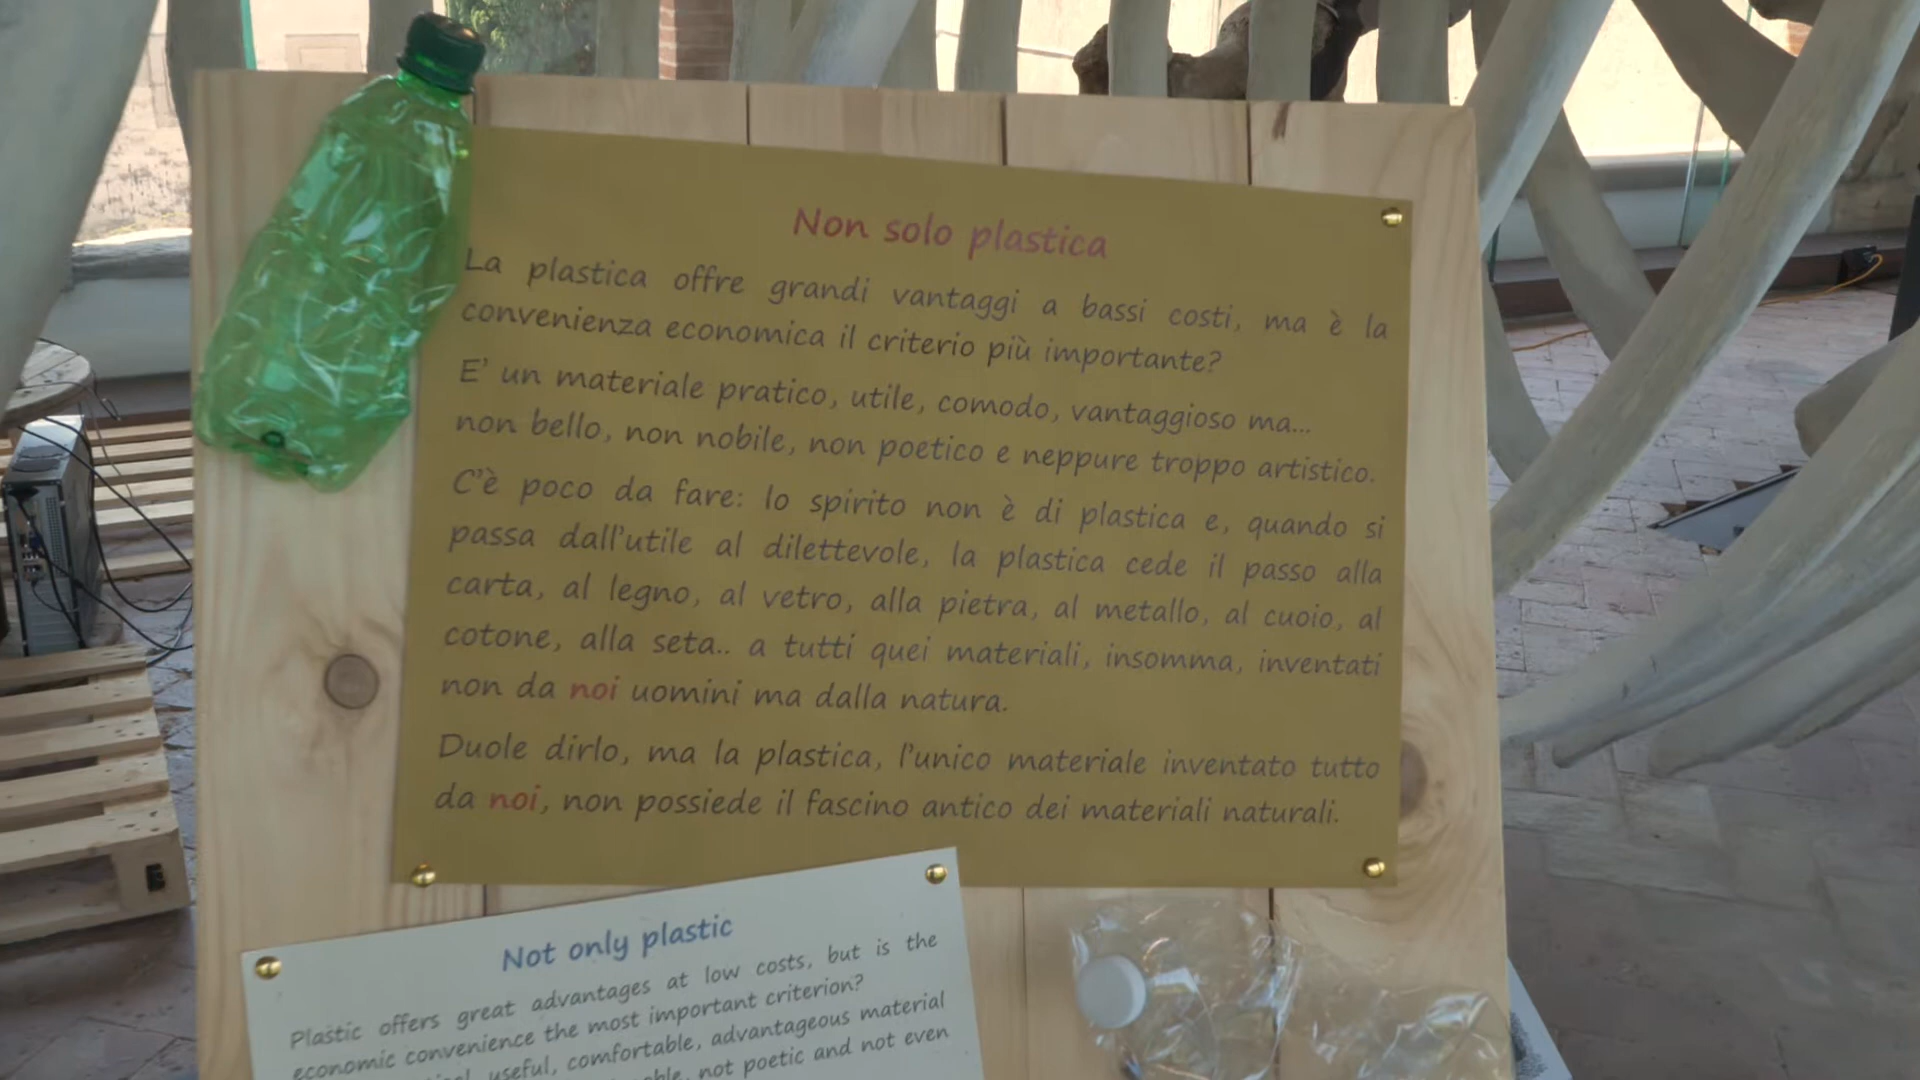 Non solo plastica
La plastica offre grandi vantaggi a bassi costi, ma è la
convenienza economica il criterio più importante?
E' un materiale pratico, utile, comodo, vantaggioso ma...
non bello, non nobile, non poetico e neppure troppo artistico.
C'è poco da fare: lo spirito non è di plastica e, quando si
passa dall'utile al dilettevole, la plastica cede il passo alla
carta, al legno, al vetro, alla pietra, al metallo, al cuoio, al
cotone, alla seta.. a tutti quei materiali, insomma, inventati
non da noi uomini ma dalla natura.
Duole dirlo, ma la plastica, l'unico materiale inventato tutto
da noi, non possiede il fascino antico dei materiali naturali.
Not only plastic
Plastic offers great advantages at low costs, but is the
economic convenience the most important criterion?
useful, comfortable, advantageous material
not poetic and not even